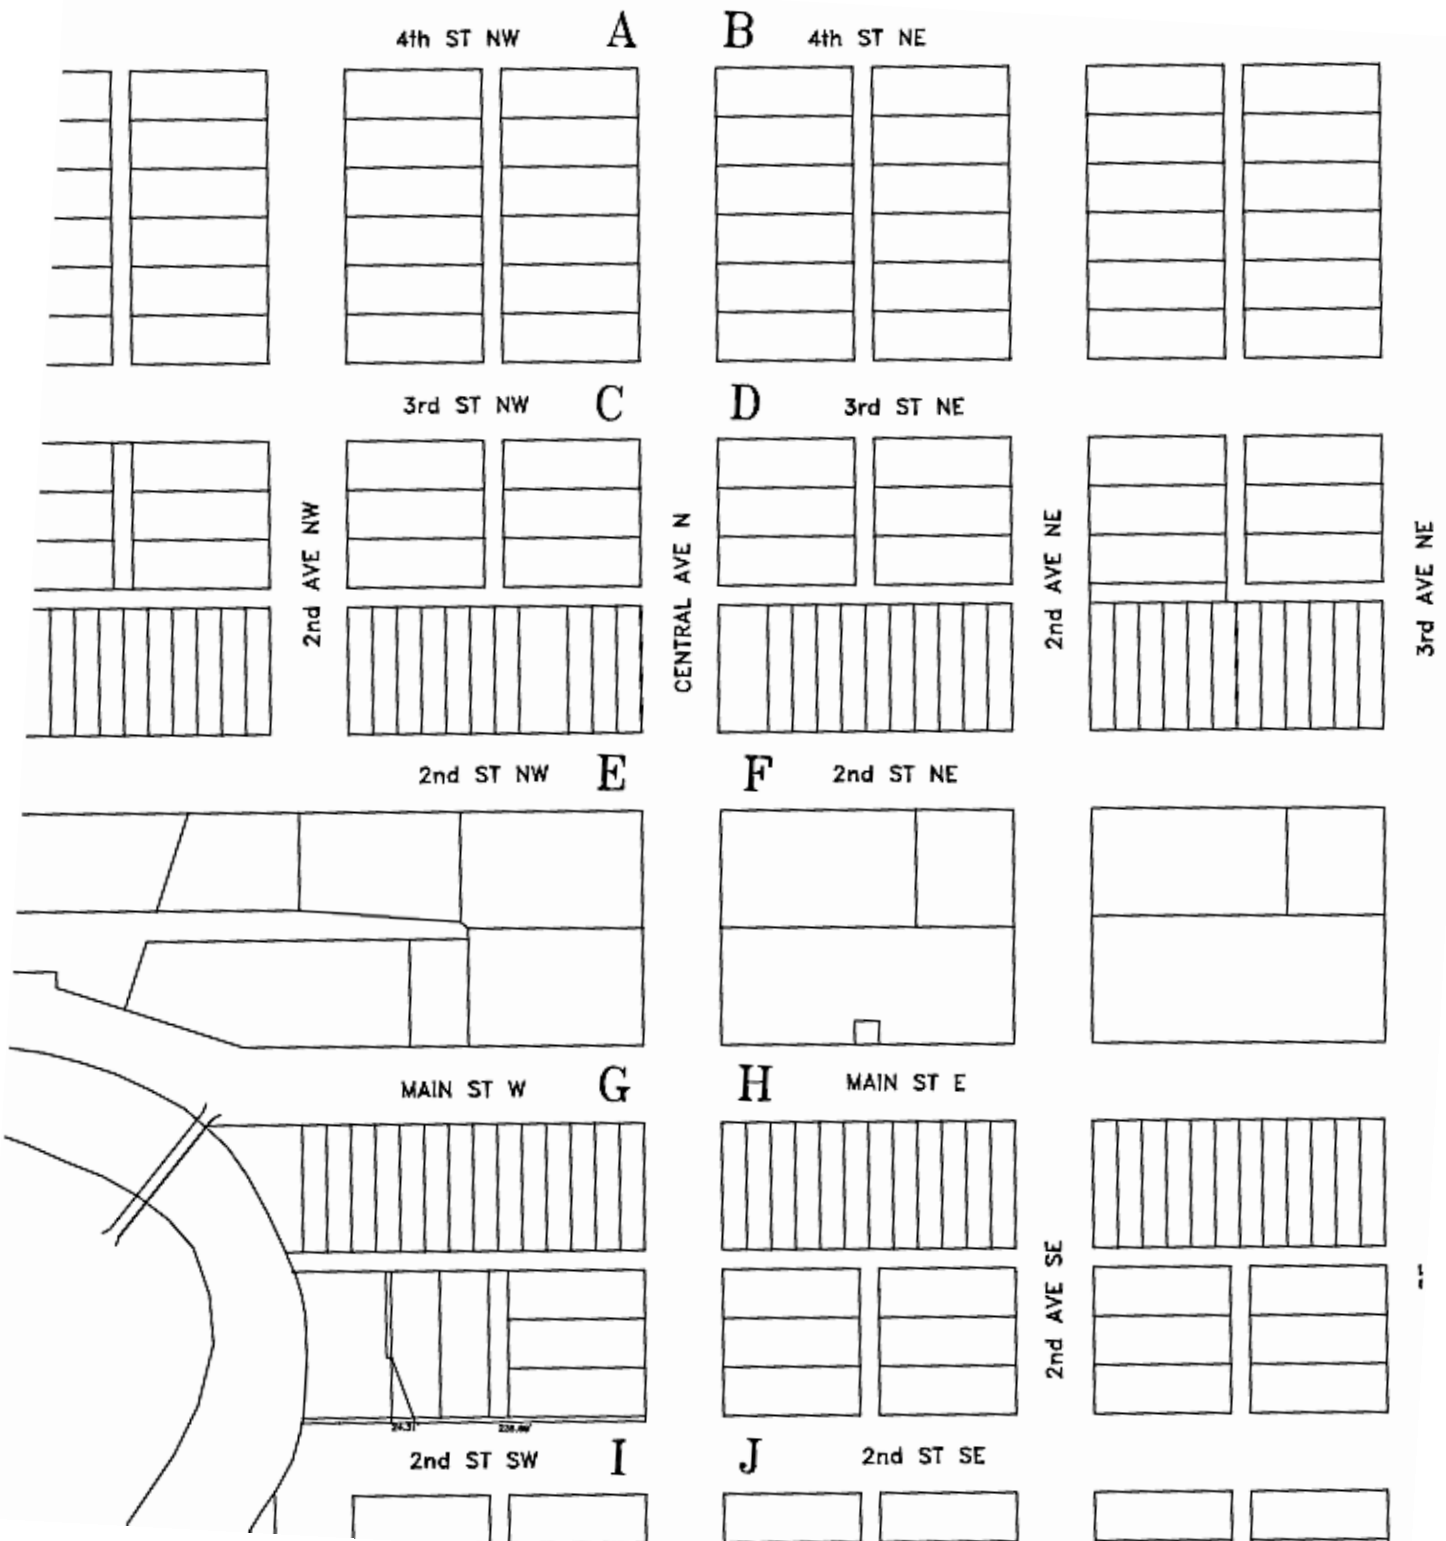 4th ST NW A B 4th ST NE
3rd ST NW C D 3rd ST NE
2nd AVE NW
CENTRAL AVE N
2nd AVE NE
3rd AVE NE
2nd ST NW E F 2nd ST NE
MAIN ST W G H MAIN ST E
2nd AVE SE
24.31'
2nd ST SW I J 2nd ST SE